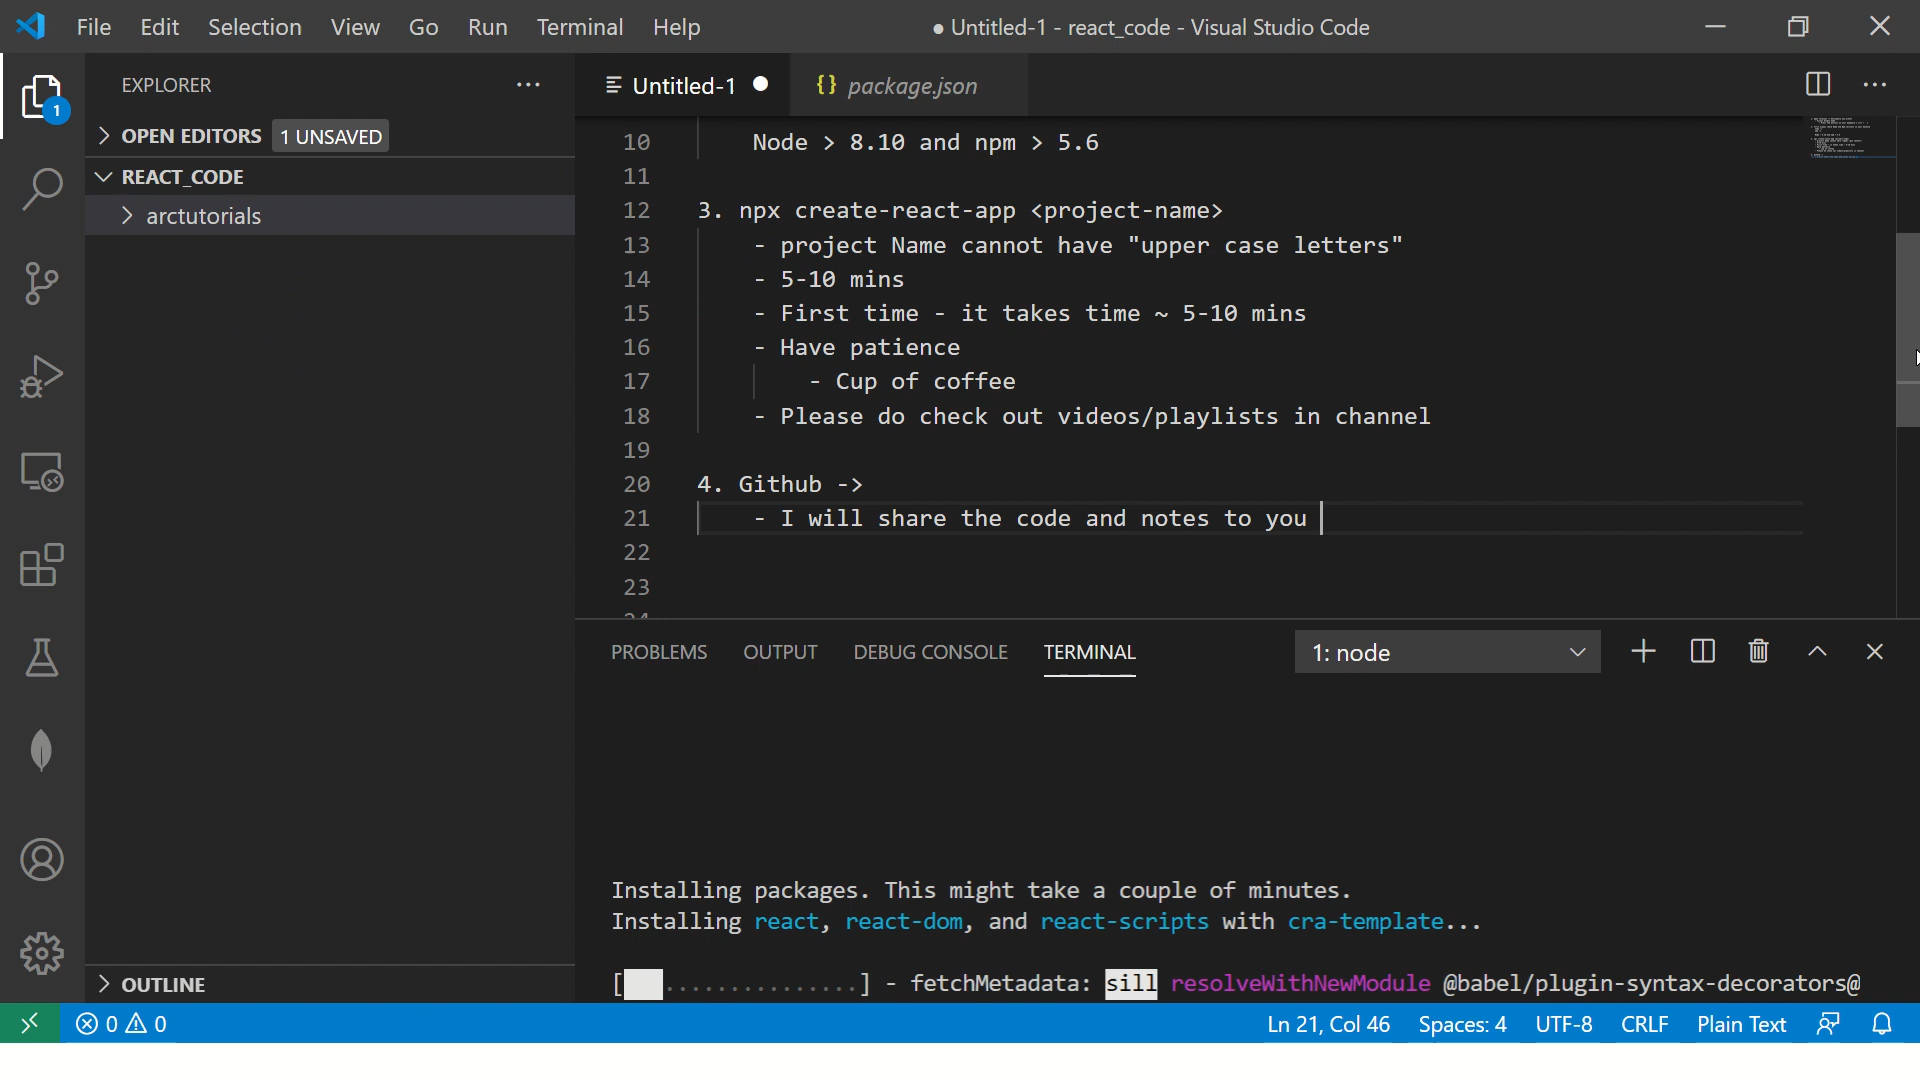 File Edit Selection View Go Run Terminal Help
● Untitled-1 - react_code - Visual Studio Code
EXPLORER
1
OPEN EDITORS 1 UNSAVED
REACT_CODE
arctutorials
OUTLINE
Untitled-1 ● {} package.json
10 Node > 8.10 and npm > 5.6
11
12 3. npx create-react-app <project-name>
13 - project Name cannot have "upper case letters"
14 - 5-10 mins
15 - First time - it takes time ~ 5-10 mins
16 - Have patience
17 - Cup of coffee
18 - Please do check out videos/playlists in channel
19
20 4. Github ->
21 - I will share the code and notes to you
22
23
PROBLEMS OUTPUT DEBUG CONSOLE TERMINAL 1: node
Installing packages. This might take a couple of minutes.
Installing react, react-dom, and react-scripts with cra-template...
[ ...............] - fetchMetadata: sill resolveWithNewModule @babel/plugin-syntax-decorators@
0 0 Ln 21, Col 46 Spaces: 4 UTF-8 CRLF Plain Text